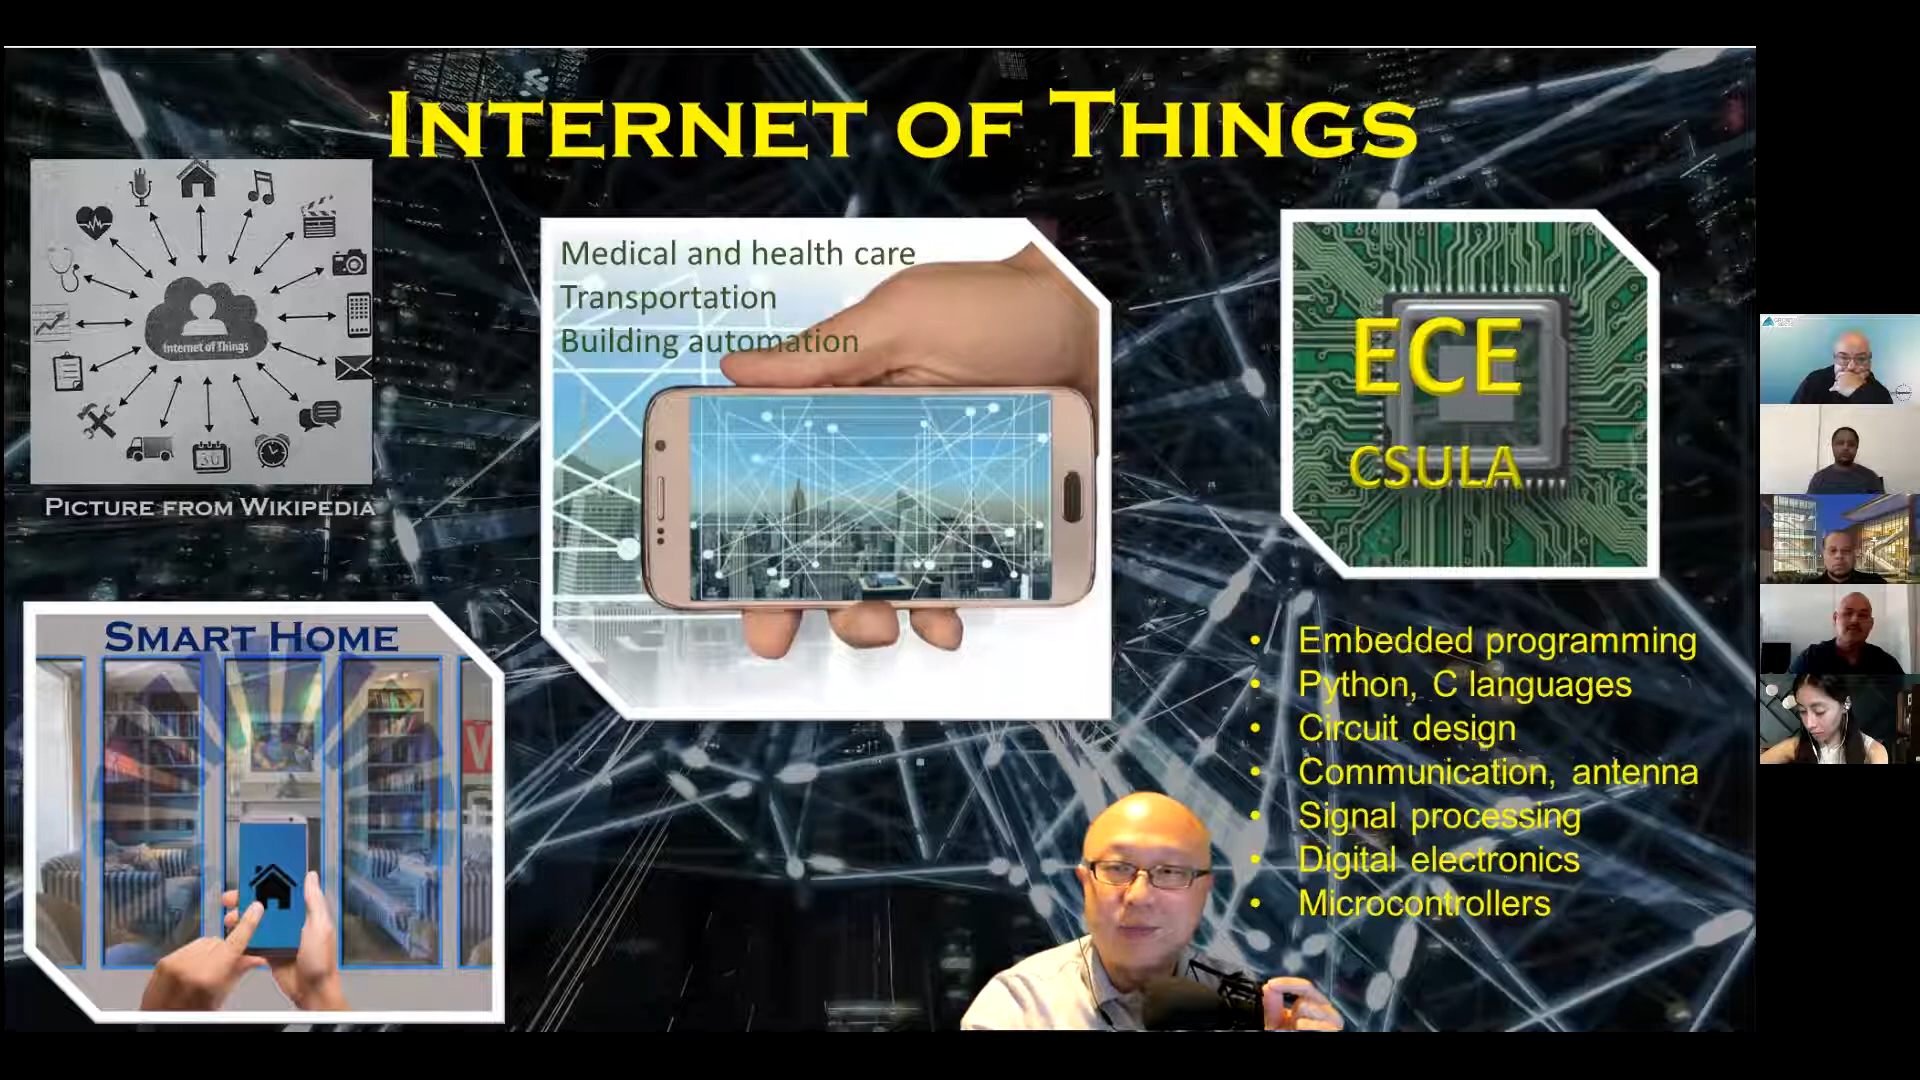 INTERNET OF THINGS
Internet of Things
30
PICTURE FROM WIKIPEDIA
Medical and health care
Transportation
Building automation
ECE
CSULA
SMART HOME
• Embedded programming
• Python, C languages
• Circuit design
• Communication, antenna
• Signal processing
• Digital electronics
• Microcontrollers